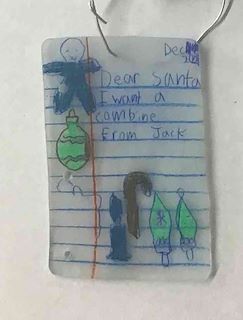 Dec
Dear Santa
I want a
combine
From Jack